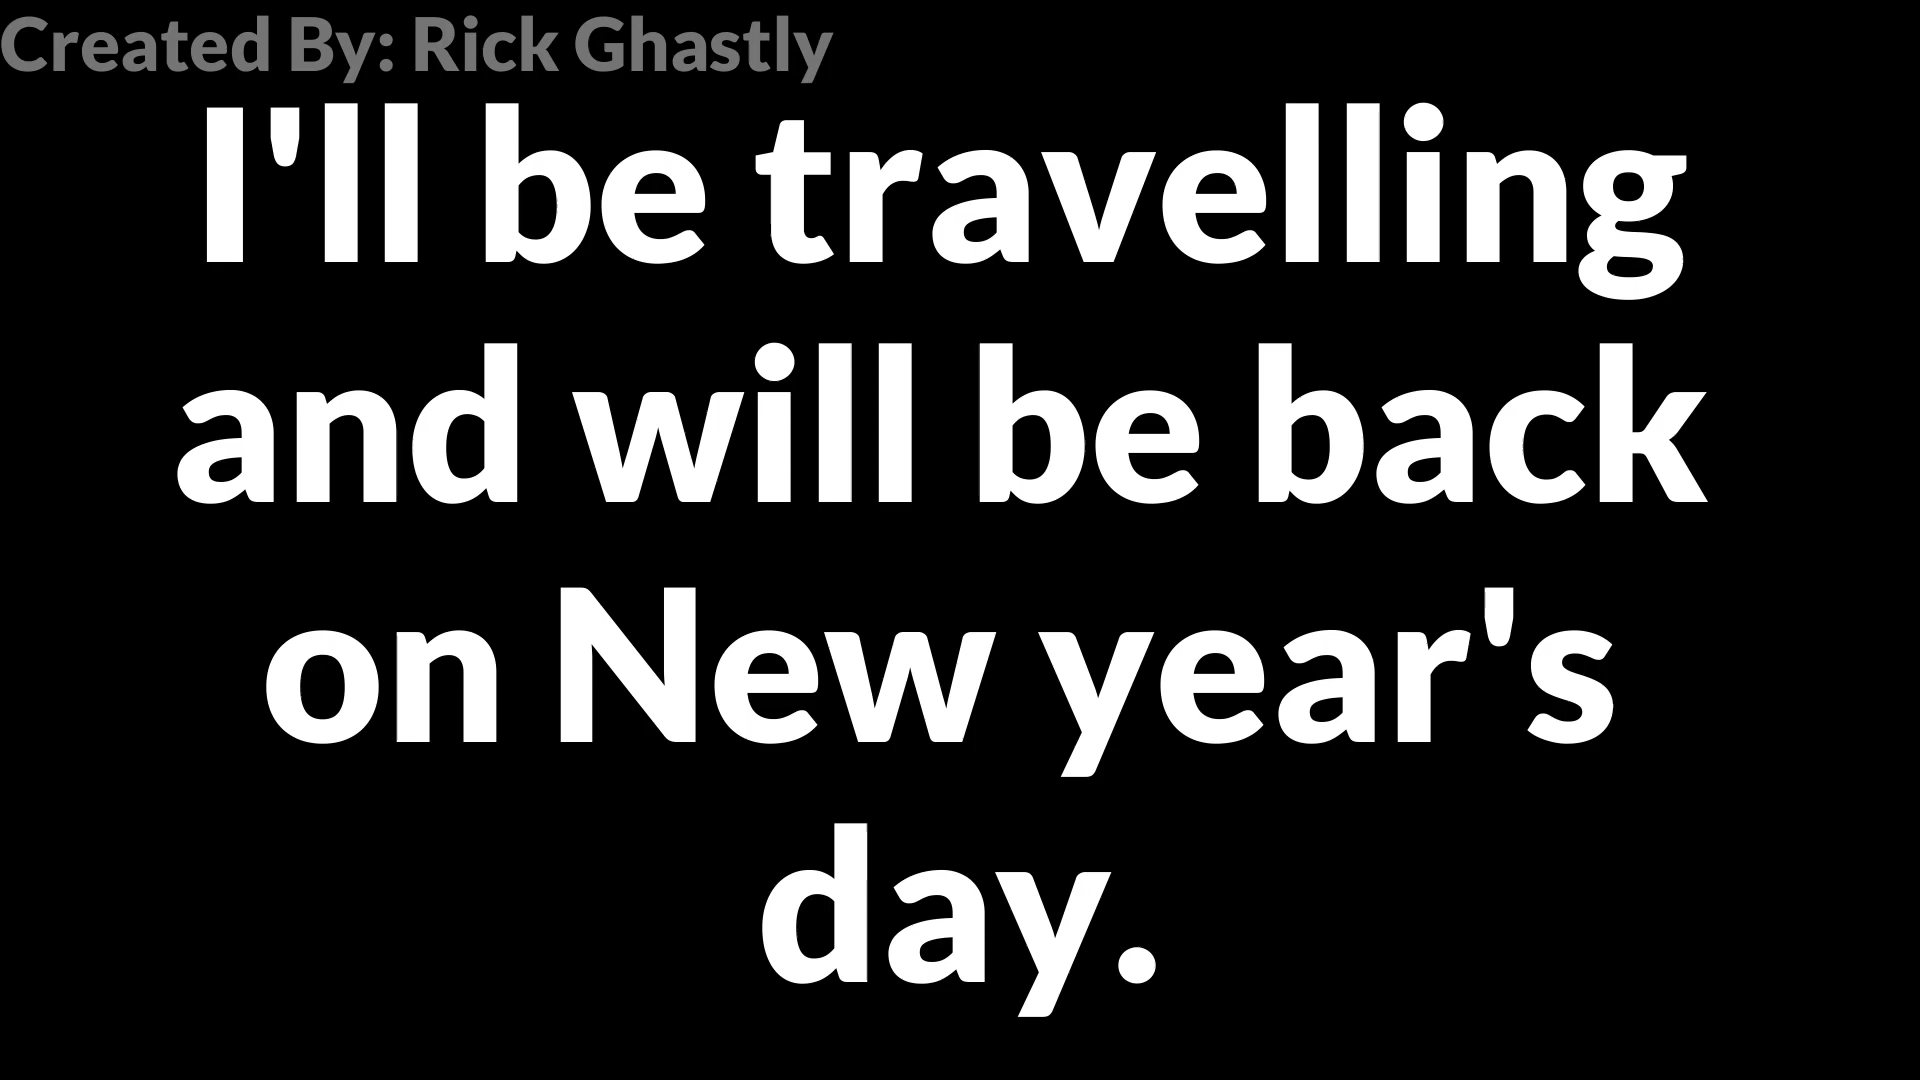 Created By: Rick Ghastly
I'll be travelling
and will be back
on New year's
day.